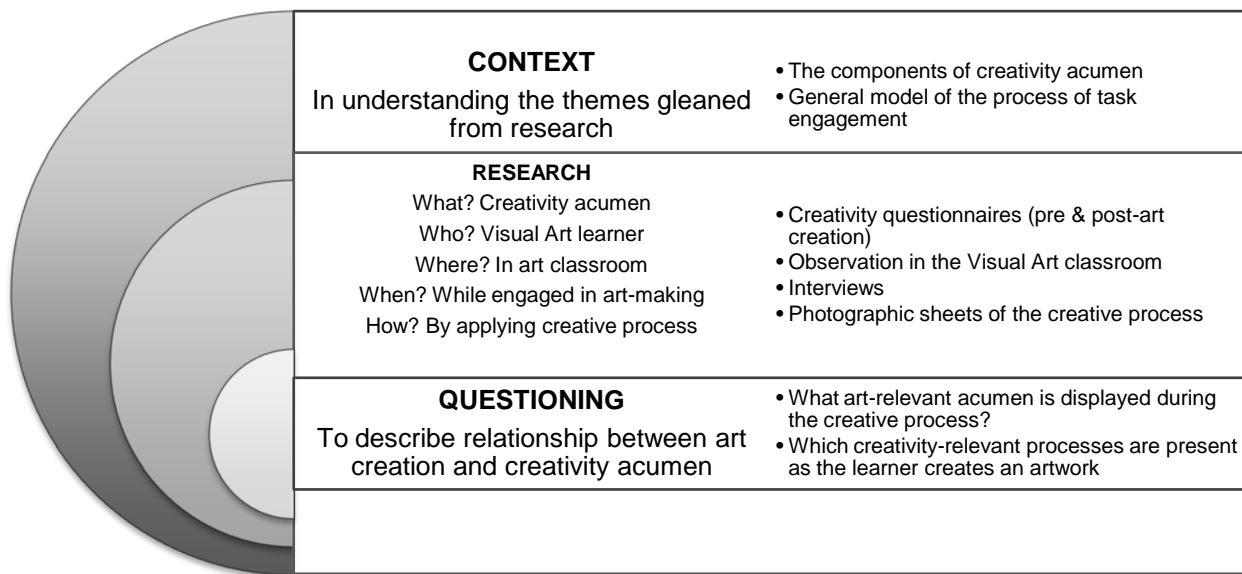 CONTEXT
In understanding the themes gleaned
from research
• The components of creativity acumen
• General model of the process of task
engagement
RESEARCH
What? Creativity acumen
Who? Visual Art learner
Where? In art classroom
When? While engaged in art-making
How? By applying creative process
• Creativity questionnaires (pre & post-art
creation)
• Observation in the Visual Art classroom
• Interviews
• Photographic sheets of the creative process
QUESTIONING
To describe relationship between art
creation and creativity acumen
• What art-relevant acumen is displayed during
the creative process?
• Which creativity-relevant processes are present
as the learner creates an artwork